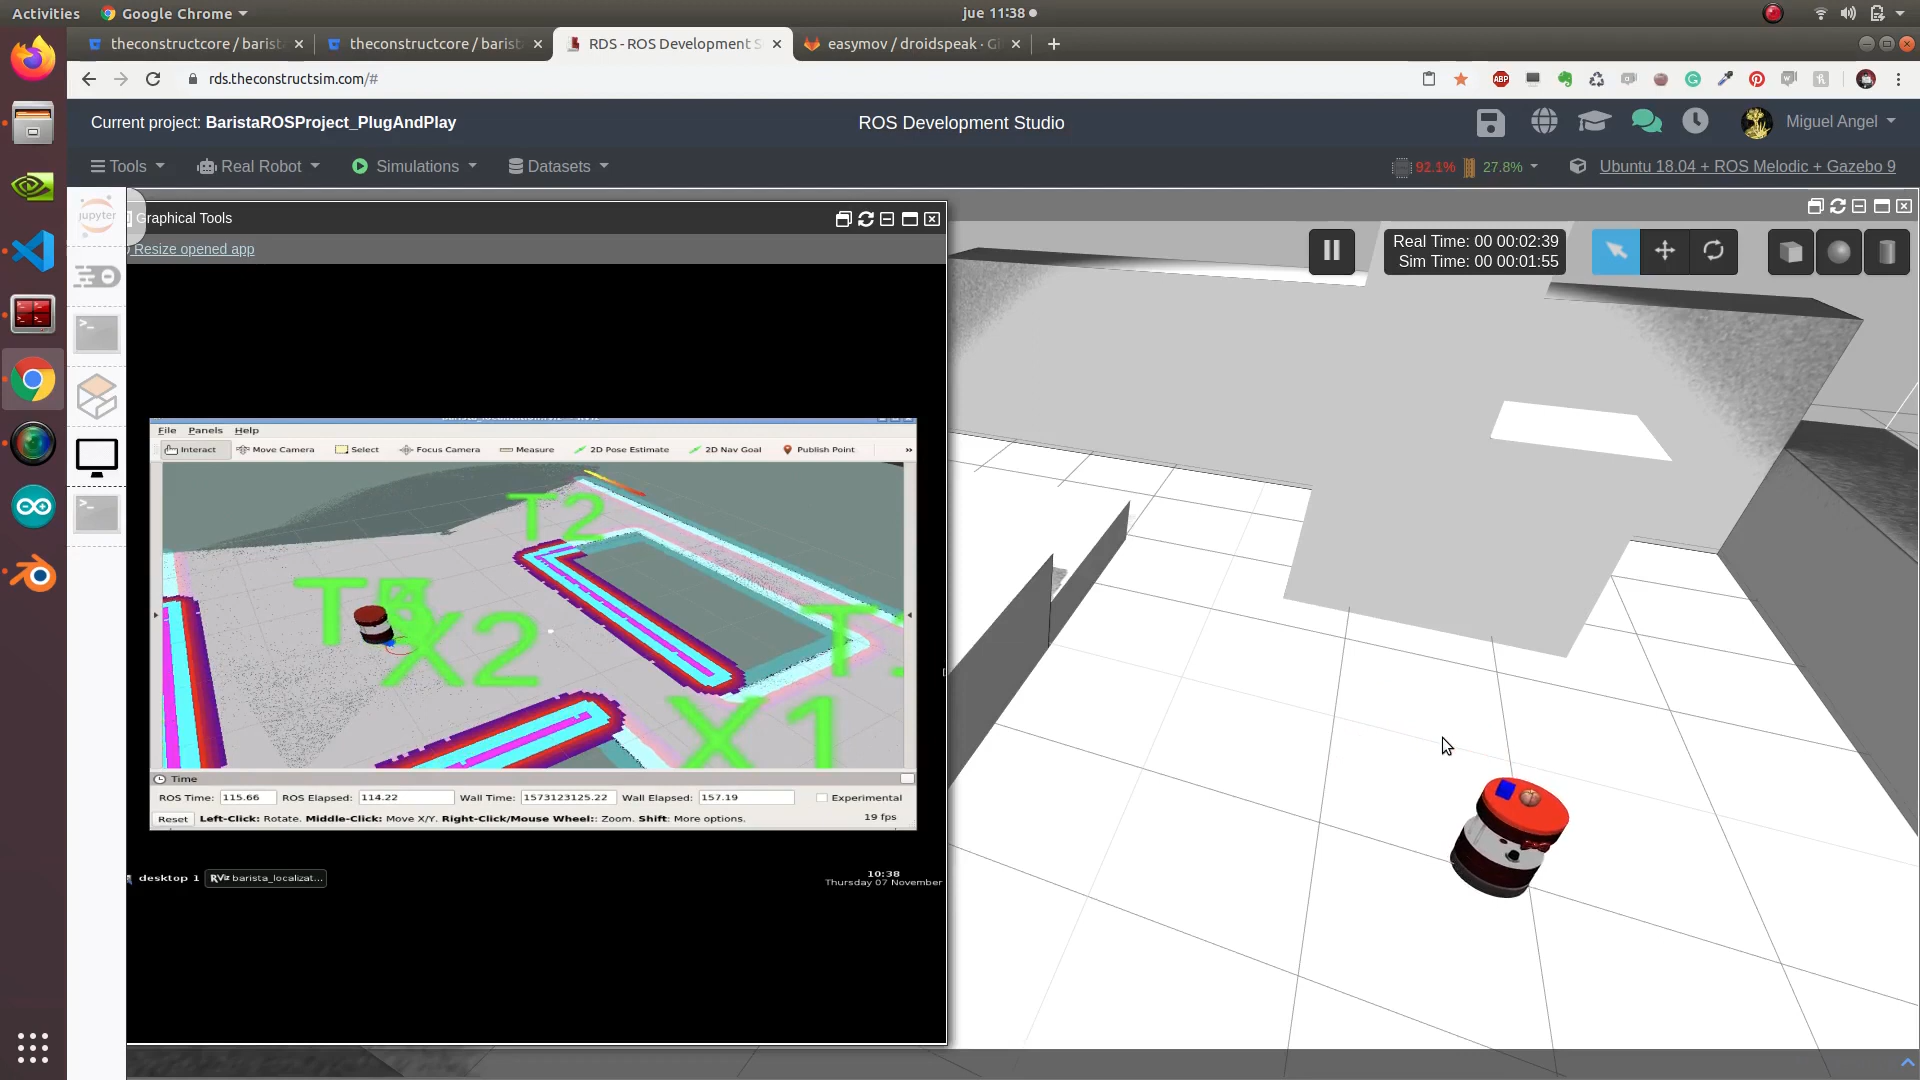 Activities
Google Chrome
jue 11:38
theconstructcore / barist
theconstructcore / barist
RDS - ROS Development S
easymov / droidspeak · Gi
rds.theconstructsim.com/#
ABP
Current project: BaristaROSProject_PlugAndPlay
ROS Development Studio
Miguel Angel
Tools
Real Robot
Simulations
Datasets
92.1%
27.8%
Ubuntu 18.04 + ROS Melodic + Gazebo 9
jupyter
Graphical Tools
Resize opened app
Real Time: 00 00:02:39
Sim Time: 00 00:01:55
File Panels Help
Interact
Move Camera
Select
Focus Camera
Measure
2D Pose Estimate
2D Nav Goal
Publish Point
T2
X2
X1
Time
ROS Time: 115.66
ROS Elapsed: 114.22
Wall Time: 1573123125.22
Wall Elapsed: 157.19
Experimental
Reset
Left-Click: Rotate. Middle-Click: Move X/Y. Right-Click/Mouse Wheel:: Zoom. Shift: More options.
19 fps
desktop 1
RViz barista_localizat...
10:38
Thursday 07 November